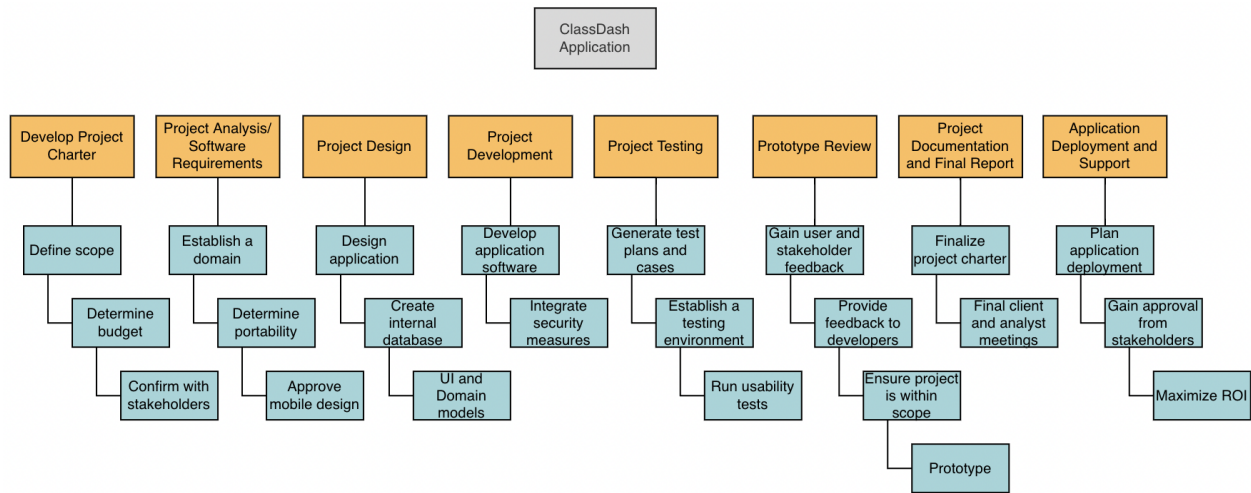 ClassDash
Application
Develop Project
Charter
Project Analysis/
Software
Requirements
Project Design
Project
Development
Project Testing
Prototype Review
Project
Documentation
and Final Report
Application
Deployment and
Support
Define scope
Establish a
domain
Design
application
Develop
application
software
Generate test
plans and
cases
Gain user and
stakeholder
feedback
Finalize
project charter
Plan
application
deployment
Determine
budget
Determine
portability
Create
internal
database
Integrate
security
measures
Establish a
testing
environment
Provide
feedback to
developers
Final client
and analyst
meetings
Gain approval
from
stakeholders
Confirm with
stakeholders
Approve
mobile design
UI and
Domain
models
Run usability
tests
Ensure project
is within
scope
Maximize ROI
Prototype